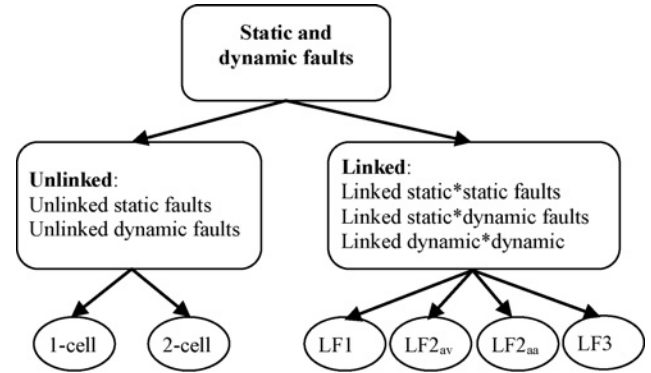 Static and
dynamic faults
Unlinked:
Unlinked static faults
Unlinked dynamic faults
Linked:
Linked static*static faults
Linked static*dynamic faults
Linked dynamic*dynamic
1-cell
2-cell
LF1
LF2av
LF2aa
LF3